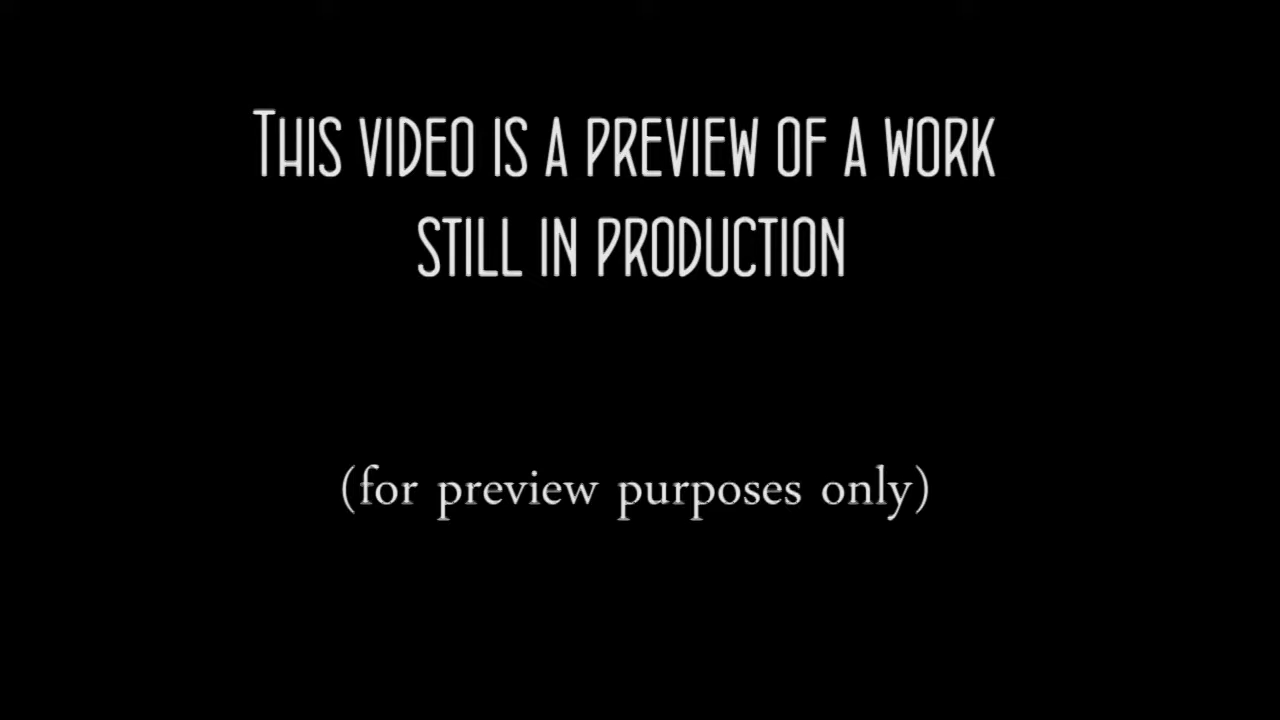 THIS VIDEO IS A PREVIEW OF A WORK
STILL IN PRODUCTION
(for preview purposes only)